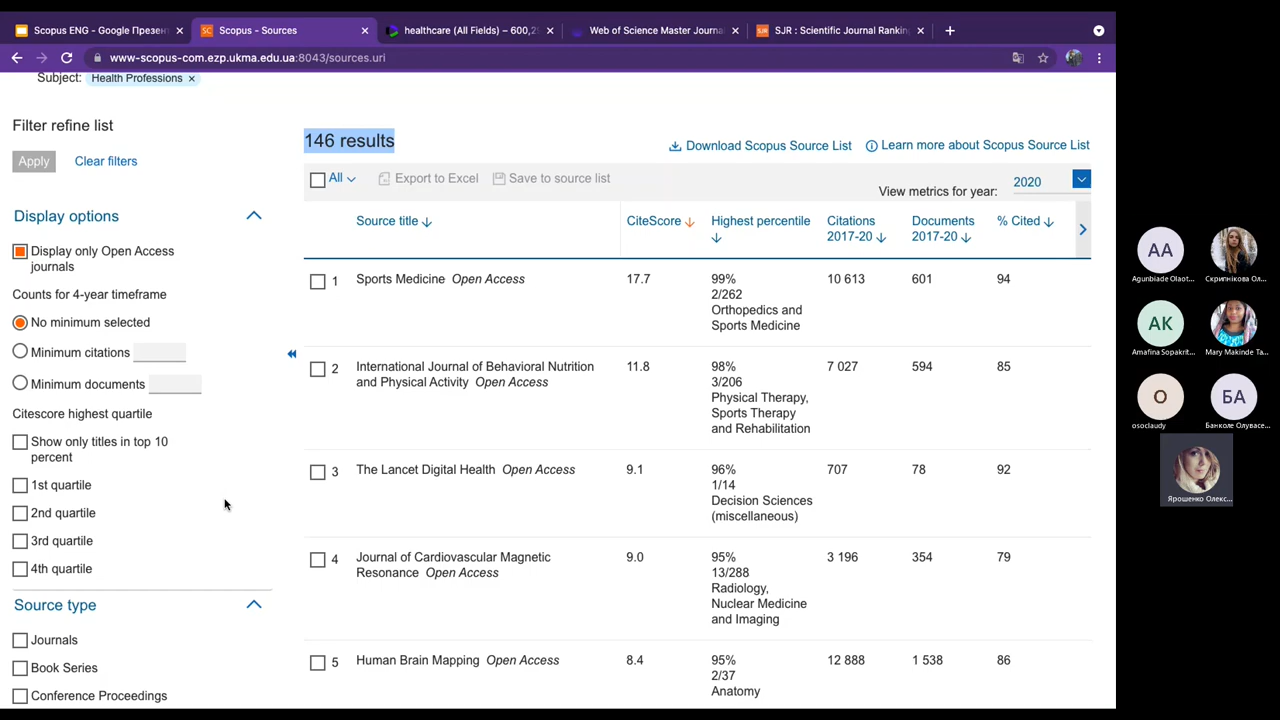 Scopus ENG - Google Презент
Scopus - Sources
healthcare (All Fields) – 600,2
Web of Science Master Journal
SJR : Scientific Journal Ranking
www-scopus-com.ezp.ukma.edu.ua:8043/sources.uri
Subject: Health Professions ×
Filter refine list
Apply
Clear filters
Display options
Display only Open Access
journals
Counts for 4-year timeframe
No minimum selected
Minimum citations
Minimum documents
Citescore highest quartile
Show only titles in top 10
percent
1st quartile
2nd quartile
3rd quartile
4th quartile
Source type
Journals
Book Series
Conference Proceedings
146 results
Download Scopus Source List
Learn more about Scopus Source List
All
Export to Excel
Save to source list
View metrics for year:
2020
Source title
CiteScore
Highest percentile
Citations
2017-20
Documents
2017-20
% Cited
1
Sports Medicine Open Access
17.7
99%
2/262
Orthopedics and
Sports Medicine
10 613
601
94
2
International Journal of Behavioral Nutrition
and Physical Activity Open Access
11.8
98%
3/206
Physical Therapy,
Sports Therapy
and Rehabilitation
7 027
594
85
3
The Lancet Digital Health Open Access
9.1
96%
1/14
Decision Sciences
(miscellaneous)
707
78
92
4
Journal of Cardiovascular Magnetic
Resonance Open Access
9.0
95%
13/288
Radiology,
Nuclear Medicine
and Imaging
3 196
354
79
5
Human Brain Mapping Open Access
8.4
95%
2/37
Anatomy
12 888
1 538
86
AA
Agunbiade Olaot...
Скрипнікова Ол...
AK
Amafina Sopakrit...
Mary Makinde Ta...
O
osoclaudy
БА
Банколе Олувасе...
Ярошенко Олекс...